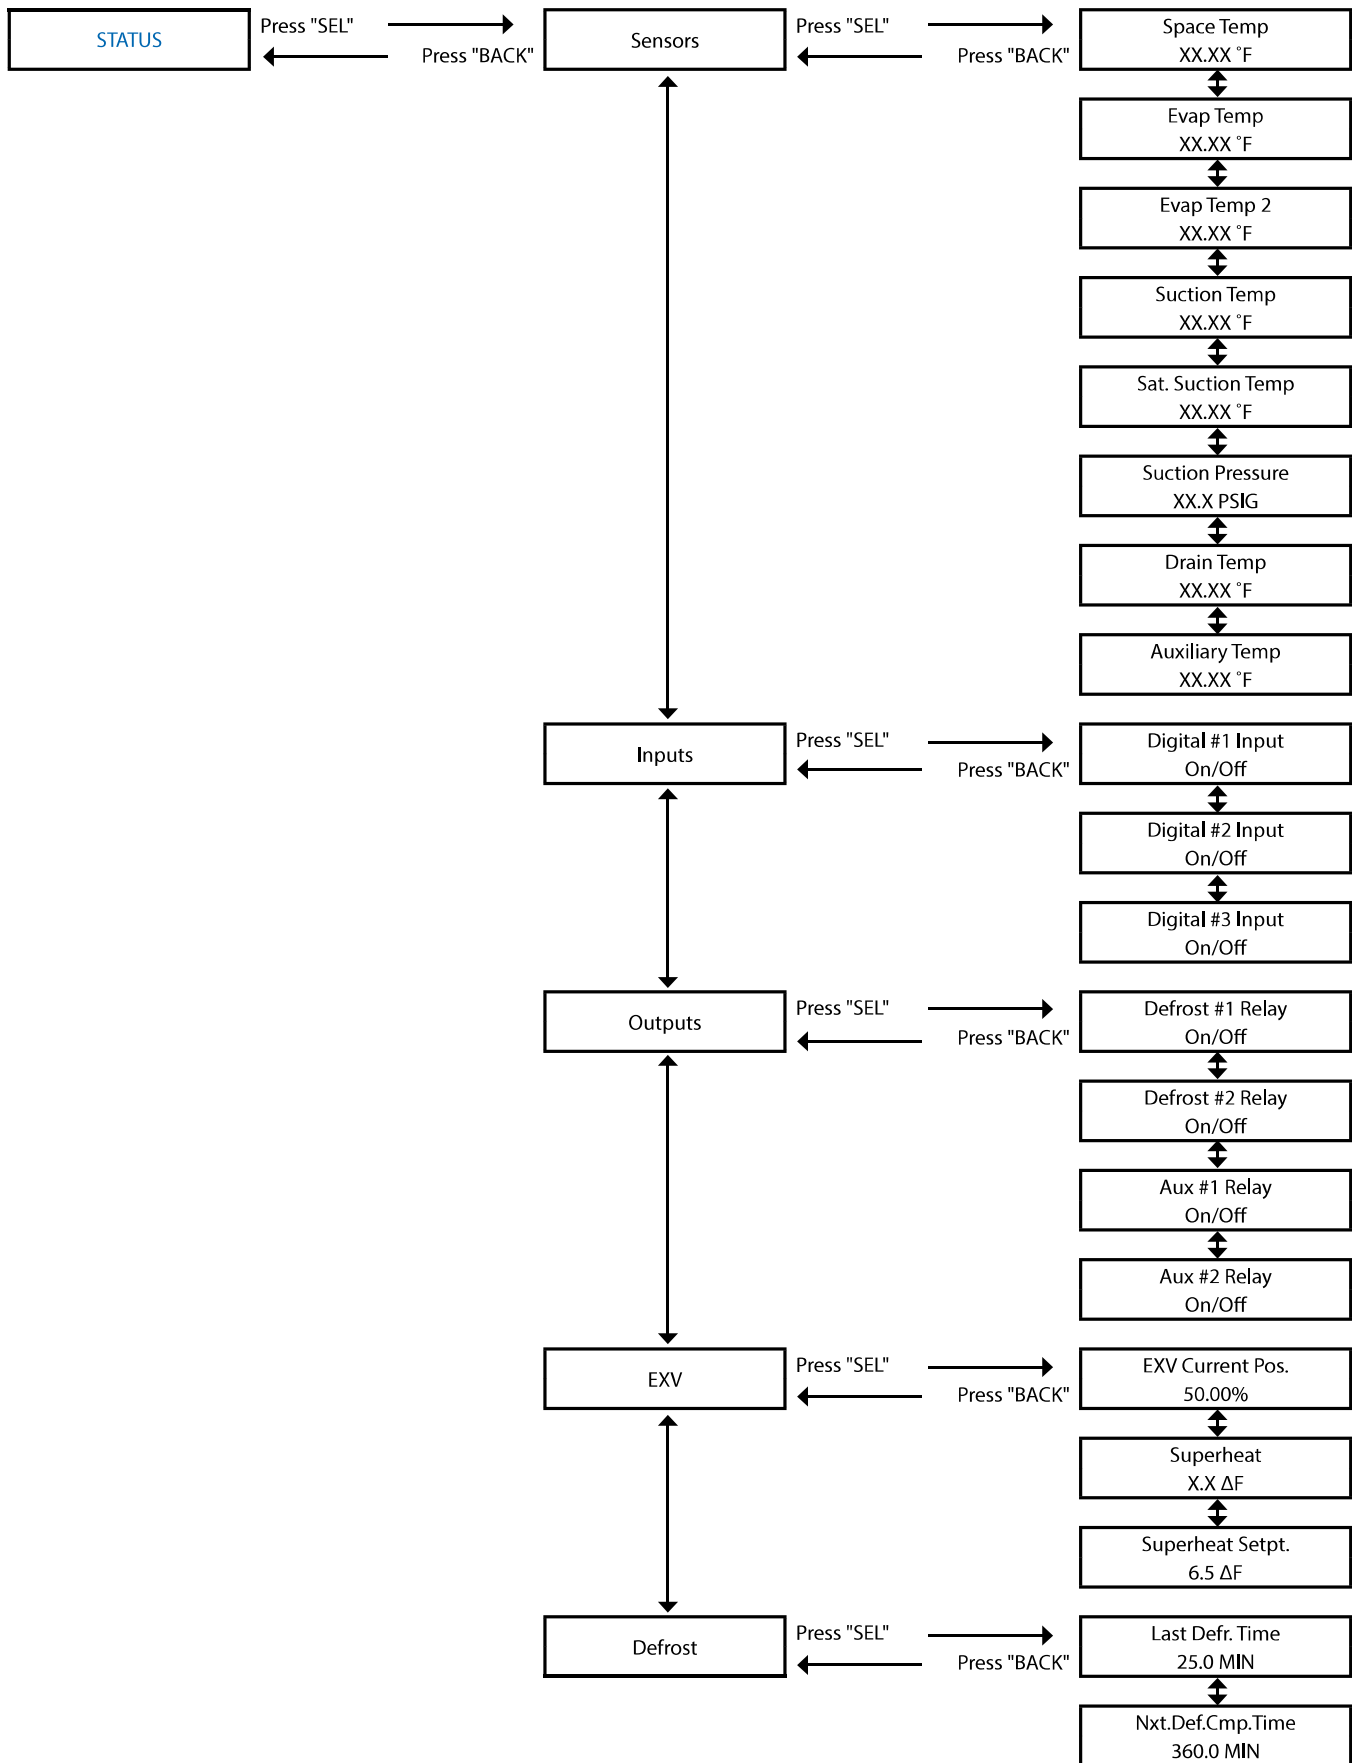 STATUS
Press "SEL"
Press "BACK"
Sensors
Press "SEL"
Press "BACK"
Space Temp
XX.XX °F
Evap Temp
XX.XX °F
Evap Temp 2
XX.XX °F
Suction Temp
XX.XX °F
Sat. Suction Temp
XX.XX °F
Suction Pressure
XX.X PSIG
Drain Temp
XX.XX °F
Auxiliary Temp
XX.XX °F
Inputs
Press "SEL"
Press "BACK"
Digital #1 Input
On/Off
Digital #2 Input
On/Off
Digital #3 Input
On/Off
Outputs
Press "SEL"
Press "BACK"
Defrost #1 Relay
On/Off
Defrost #2 Relay
On/Off
Aux #1 Relay
On/Off
Aux #2 Relay
On/Off
EXV
Press "SEL"
Press "BACK"
EXV Current Pos.
50.00%
Superheat
X.X ΔF
Superheat Setpt.
6.5 ΔF
Defrost
Press "SEL"
Press "BACK"
Last Defr. Time
25.0 MIN
Nxt.Def.Cmp.Time
360.0 MIN